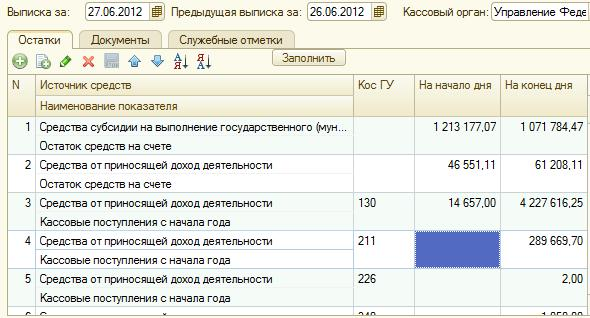 Выписка за: 27.06.2012 Предыдущая выписка за: 26.06.2012 Кассовый орган: Управление Феде
Остатки Документы Служебные отметки
Заполнить
N Источник средств Кос ГУ На начало дня На конец дня
Наименование показателя
1 Средства субсидии на выполнение государственного (мун... 1 213 177,07 1 071 784,47
Остаток средств на счете
2 Средства от приносящей доход деятельности 46 551,11 61 208,11
Остаток средств на счете
3 Средства от приносящей доход деятельности 130 14 657,00 4 227 616,25
Кассовые поступления с начала года
4 Средства от приносящей доход деятельности 211 289 669,70
Кассовые поступления с начала года
5 Средства от приносящей доход деятельности 226 2,00
Кассовые поступления с начала года